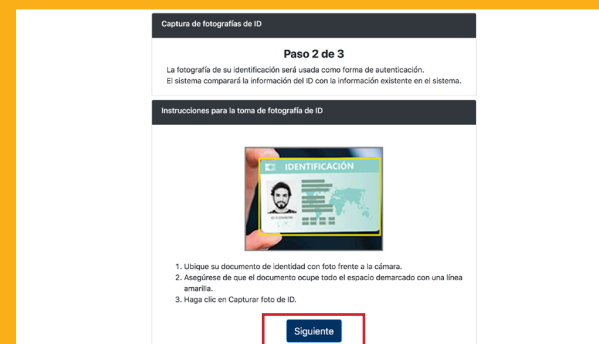 Captura de fotografías de ID
Paso 2 de 3
La fotografía de su identificación será usada como forma de autenticación.
El sistema comparará la información del ID con la información existente en el sistema.
Instrucciones para la toma de fotografía de ID
IDENTIFICACIÓN
1. Ubique su documento de identidad con foto frente a la cámara.
2. Asegúrese de que el documento ocupe todo el espacio demarcado con una línea
amarilla.
3. Haga clic en Capturar foto de ID.
Siguiente